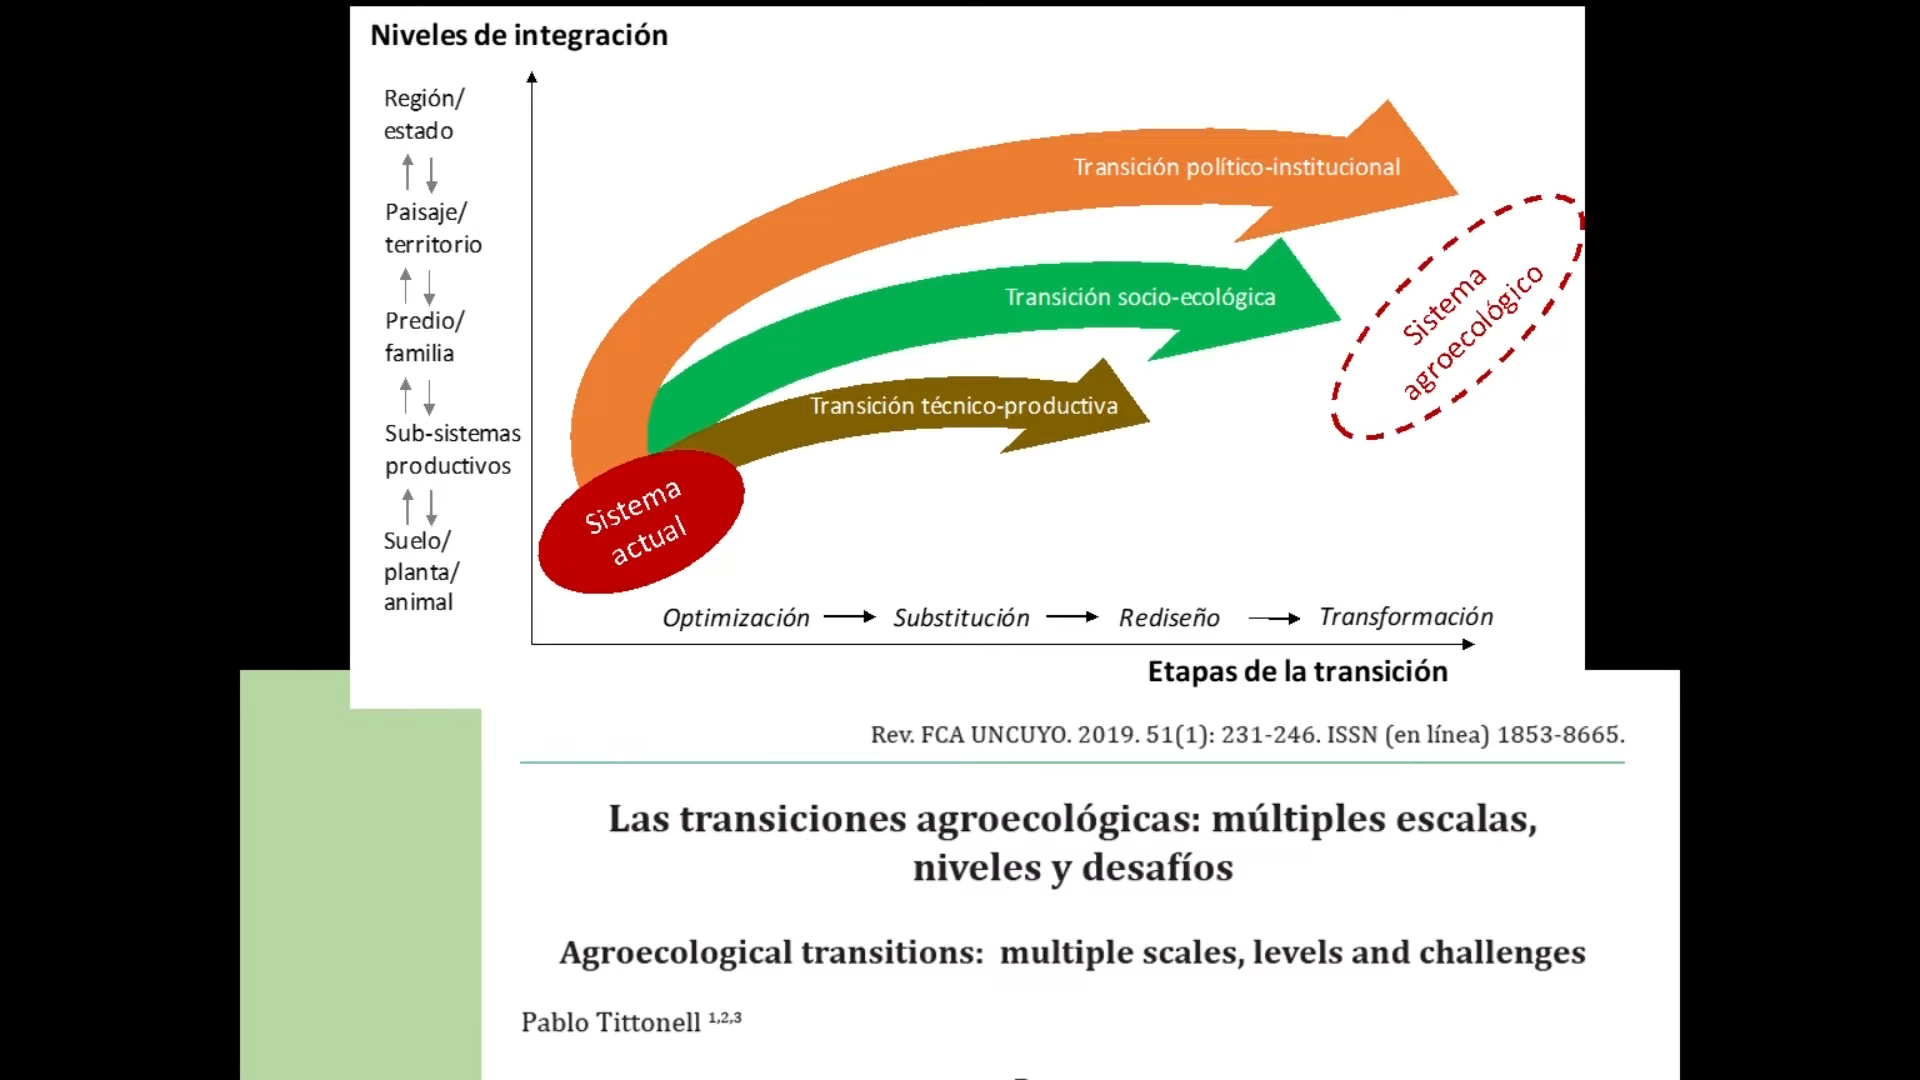 Niveles de integración
Región/
estado
Paisaje/
territorio
Predio/
familia
Sub-sistemas
productivos
Suelo/
planta/
animal
Transición político-institucional
Transición socio-ecológica
Transición técnico-productiva
Sistema
actual
Sistema
agroecológico
Optimización
Substitución
Rediseño
Transformación
Etapas de la transición
Rev. FCA UNCUYO. 2019. 51(1): 231-246. ISSN (en línea) 1853-8665.
Las transiciones agroecológicas: múltiples escalas,
niveles y desafíos
Agroecological transitions: multiple scales, levels and challenges
Pablo Tittonell 1,2,3